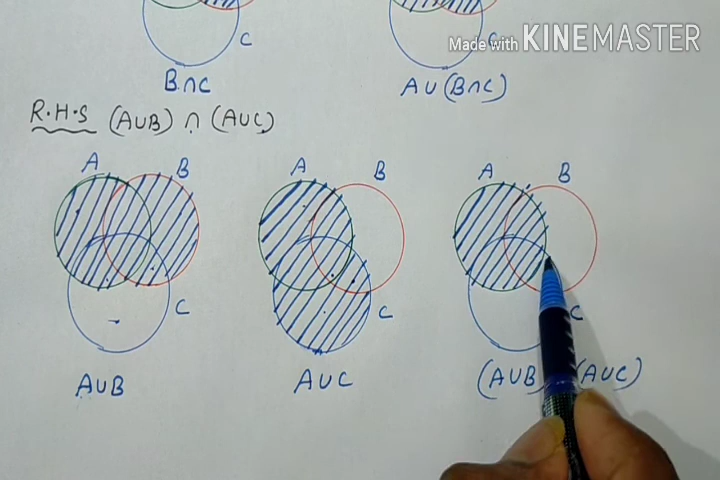 C C
Made with KINEMASTER
B∩C A∪(B∩C)
R.H.S (A∪B) ∩ (A∪C)
A B A B A B
C C C
A∪B A∪C (A∪B) (A∪C)